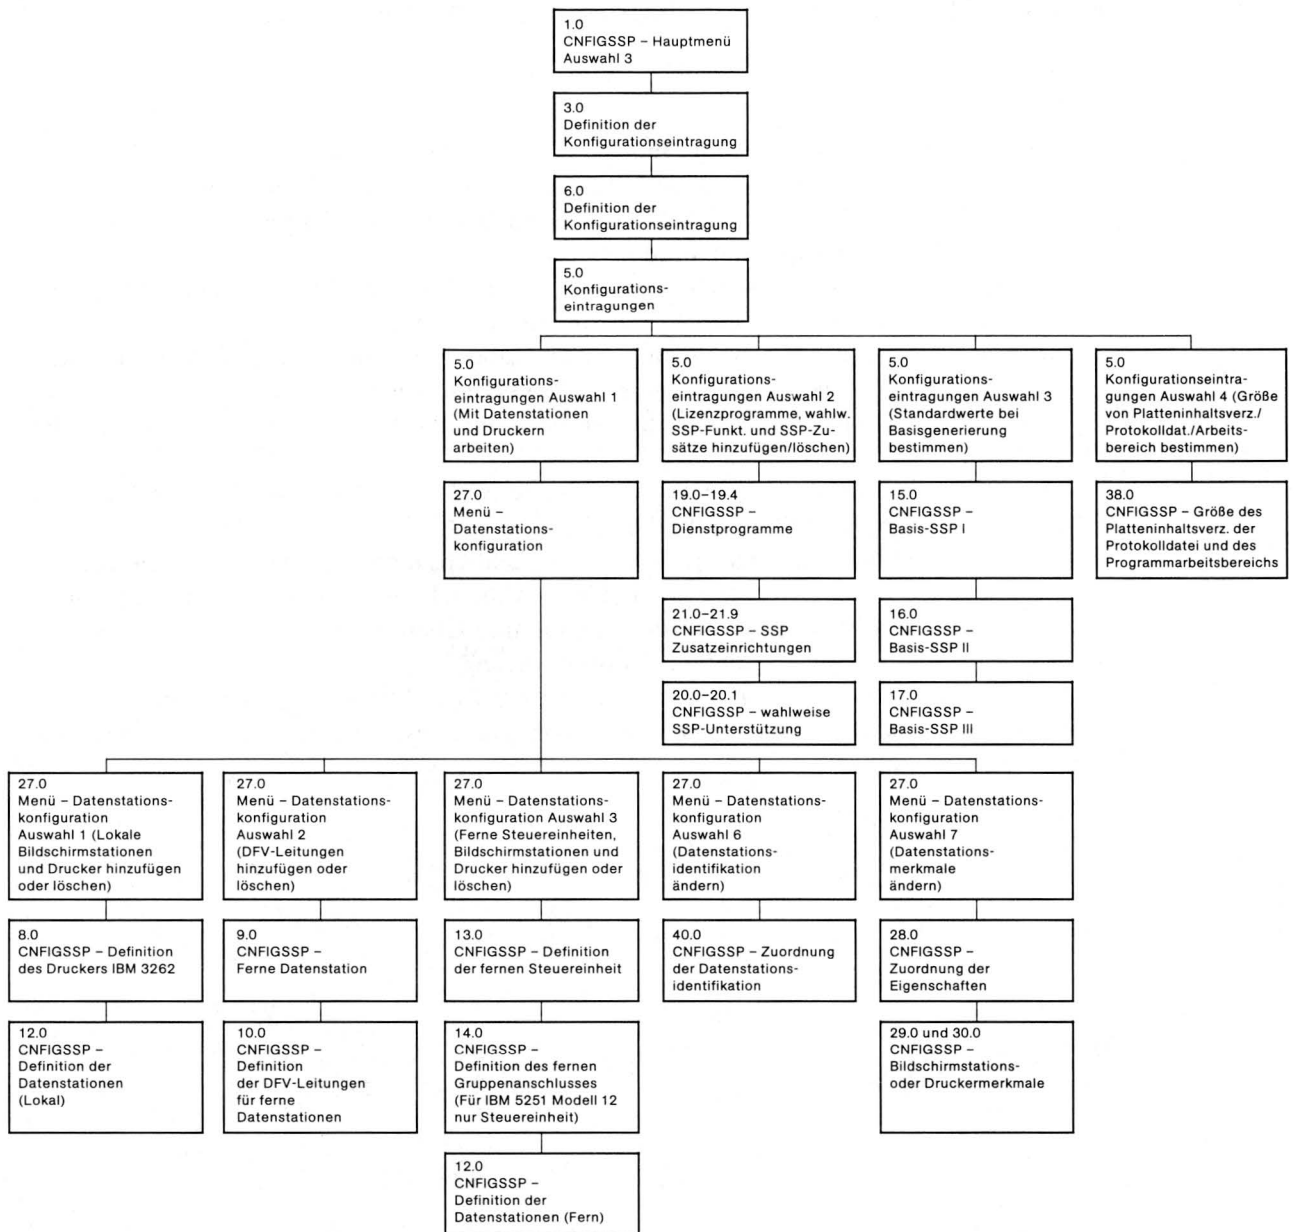 1.0
CNFIGSSP – Hauptmenü
Auswahl 3
3.0
Definition der
Konfigurationseintragung
6.0
Definition der
Konfigurationseintragung
5.0
Konfigurations-
eintragungen
5.0
Konfigurations-
eintragungen Auswahl 1
(Mit Datenstationen
und Druckern
arbeiten)
5.0
Konfigurations-
eintragungen Auswahl 2
(Lizenzprogramme, wahlw.
SSP-Funkt. und SSP-Zu-
sätze hinzufügen/löschen)
5.0
Konfigurations-
eintragungen Auswahl 3
(Standardwerte bei
Basisgenerierung
bestimmen)
5.0
Konfigurationseintra-
gungen Auswahl 4 (Größe
von Platteninhaltsverz./
Protokolldat./Arbeits-
bereich bestimmen)
27.0
Menü –
Datenstations-
konfiguration
19.0–19.4
CNFIGSSP –
Dienstprogramme
15.0
CNFIGSSP –
Basis-SSP I
38.0
CNFIGSSP – Größe des
Platteninhaltsverz. der
Protokolldatei und des
Programmarbeitsbereichs
21.0–21.9
CNFIGSSP – SSP
Zusatzeinrichtungen
16.0
CNFIGSSP –
Basis-SSP II
20.0–20.1
CNFIGSSP – wahlweise
SSP-Unterstützung
17.0
CNFIGSSP –
Basis-SSP III
27.0
Menü – Datenstations-
konfiguration
Auswahl 1 (Lokale
Bildschirmstationen
und Drucker hinzufügen
oder löschen)
27.0
Menü – Datenstations-
konfiguration
Auswahl 2
(DFV-Leitungen
hinzufügen oder
löschen)
27.0
Menü – Datenstations-
konfiguration Auswahl 3
(Ferne Steuereinheiten,
Bildschirmstationen und
Drucker hinzufügen oder
löschen)
27.0
Menü – Datenstations-
konfiguration
Auswahl 6
(Datenstations-
identifikation
ändern)
27.0
Menü – Datenstations-
konfiguration
Auswahl 7
(Datenstations-
merkmale
ändern)
8.0
CNFIGSSP – Definition
des Druckers IBM 3262
9.0
CNFIGSSP –
Ferne Datenstation
13.0
CNFIGSSP – Definition
der fernen Steuereinheit
40.0
CNFIGSSP – Zuordnung
der Datenstations-
identifikation
28.0
CNFIGSSP –
Zuordnung der
Eigenschaften
12.0
CNFIGSSP –
Definition der
Datenstationen
(Lokal)
10.0
CNFIGSSP –
Definition
der DFV-Leitungen
für ferne
Datenstationen
14.0
CNFIGSSP –
Definition des fernen
Gruppenanschlusses
(Für IBM 5251 Modell 12
nur Steuereinheit)
29.0 und 30.0
CNFIGSSP –
Bildschirmstations-
oder Druckermerkmale
12.0
CNFIGSSP –
Definition der
Datenstationen (Fern)